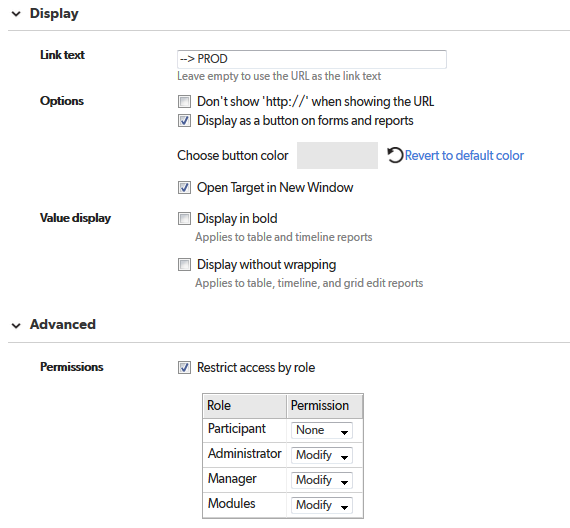 Display
Link text
--> PROD
Leave empty to use the URL as the link text
Options
Don't show 'http://' when showing the URL
Display as a button on forms and reports
Choose button color
Revert to default color
Open Target in New Window
Value display
Display in bold
Applies to table and timeline reports
Display without wrapping
Applies to table, timeline, and grid edit reports
Advanced
Permissions
Restrict access by role
Role Permission
Participant None
Administrator Modify
Manager Modify
Modules Modify